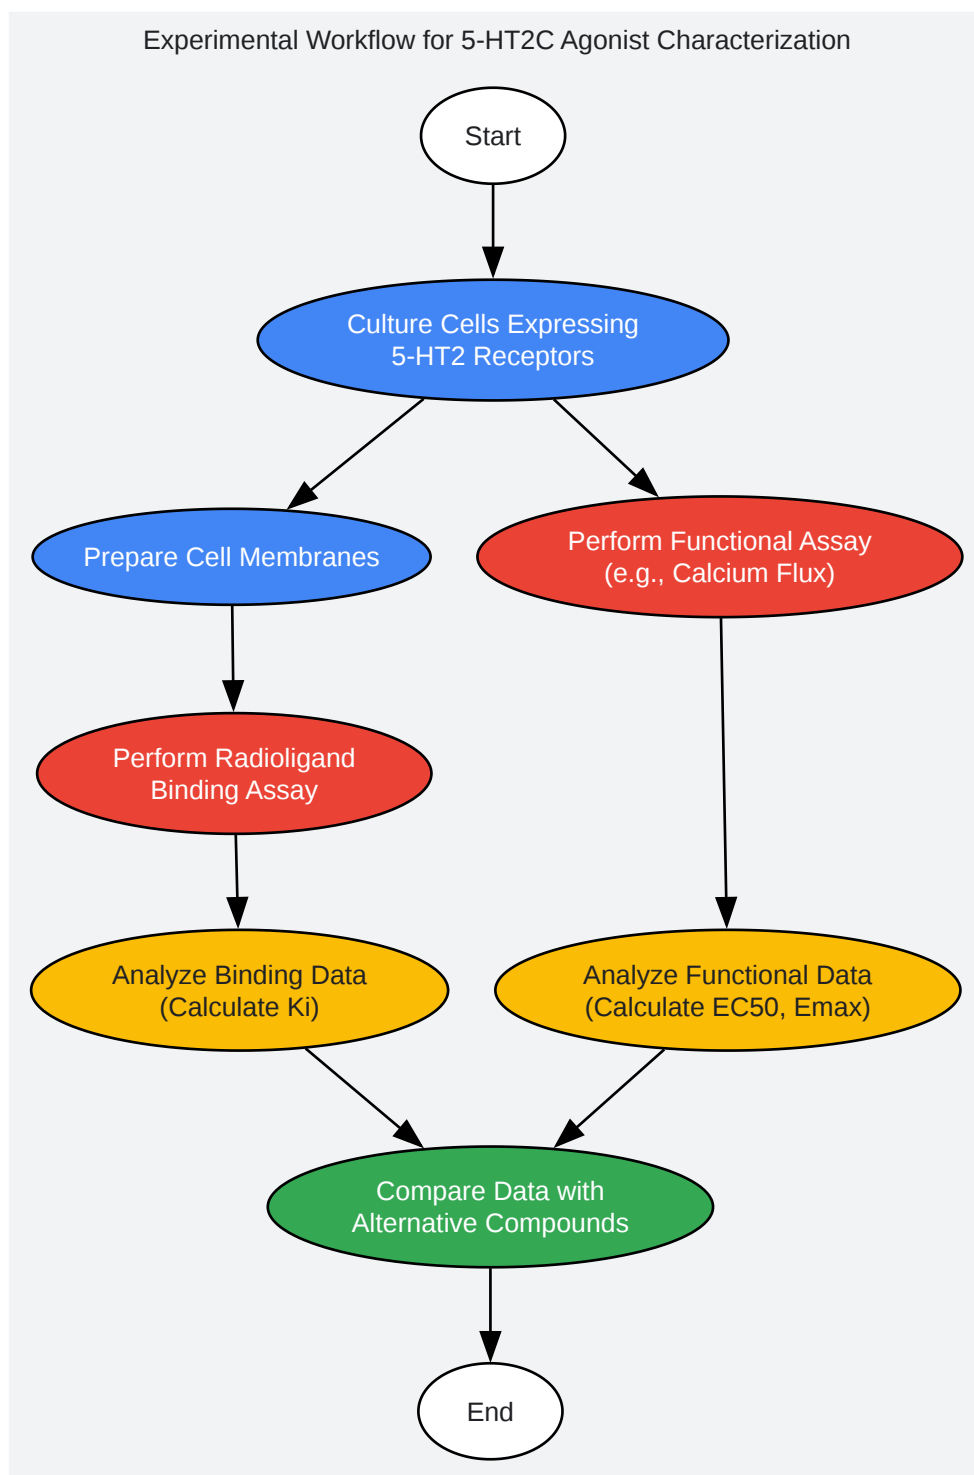 Experimental Workflow for 5-HT2C Agonist Characterization
Start
Culture Cells Expressing
5-HT2 Receptors
Prepare Cell Membranes
Perform Functional Assay
(e.g., Calcium Flux)
Perform Radioligand
Binding Assay
Analyze Binding Data
(Calculate Ki)
Analyze Functional Data
(Calculate EC50, Emax)
Compare Data with
Alternative Compounds
End